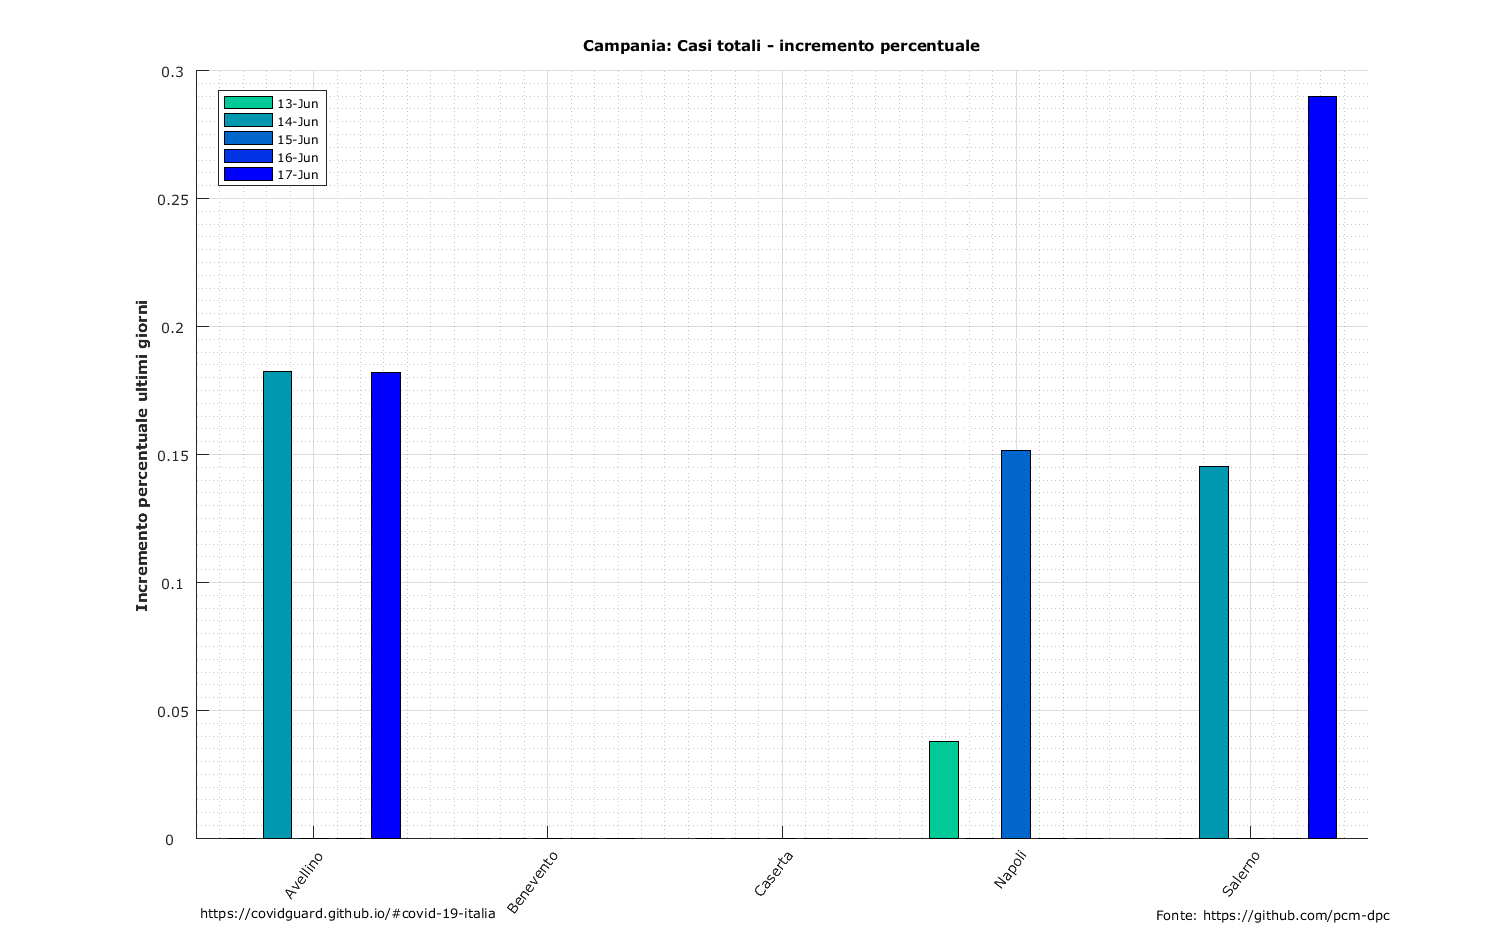 Campania: Casi totali - incremento percentuale
0.3
0.25
0.2
0.15
0.1
0.05
0
Incremento percentuale ultimi giorni
13-Jun
14-Jun
15-Jun
16-Jun
17-Jun
Avellino
Benevento
Caserta
Napoli
Salerno
https://covidguard.github.io/#covid-19-italia
Fonte: https://github.com/pcm-dpc